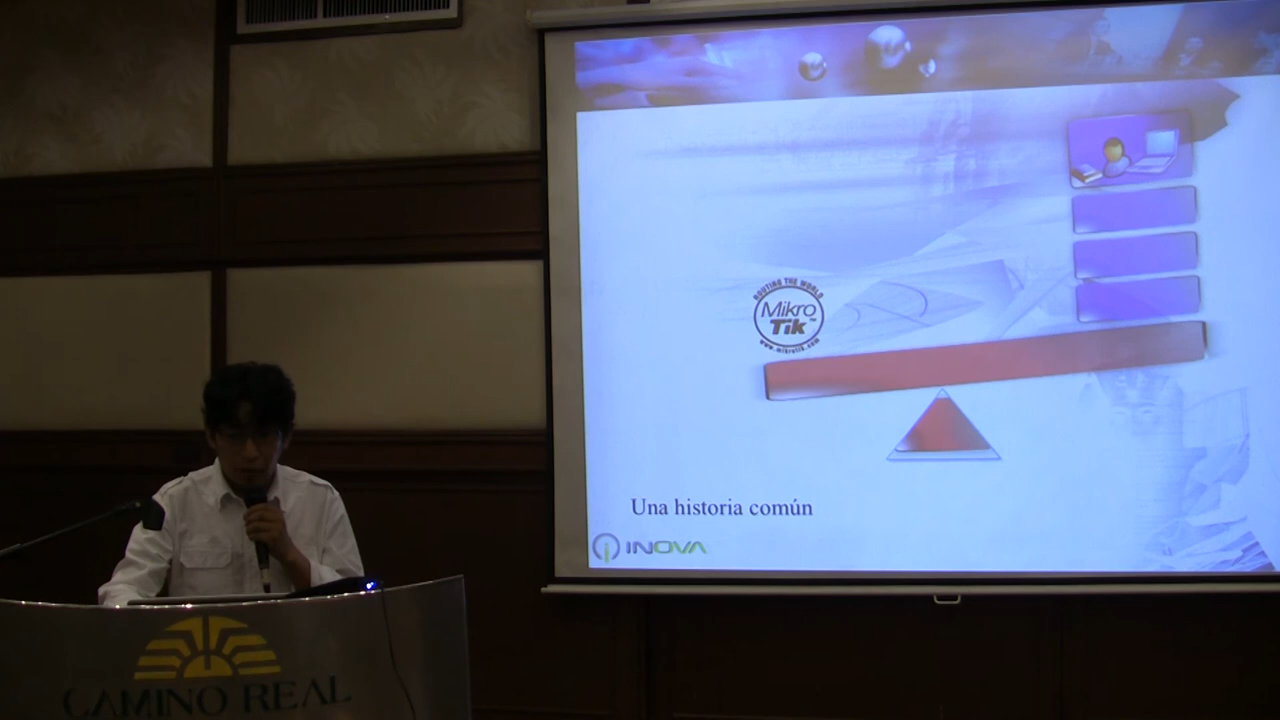 ROUTING THE WORLD
Mikro
Tik
www.mikrotik.com
Una historia común
INOVA
CAMINO REAL